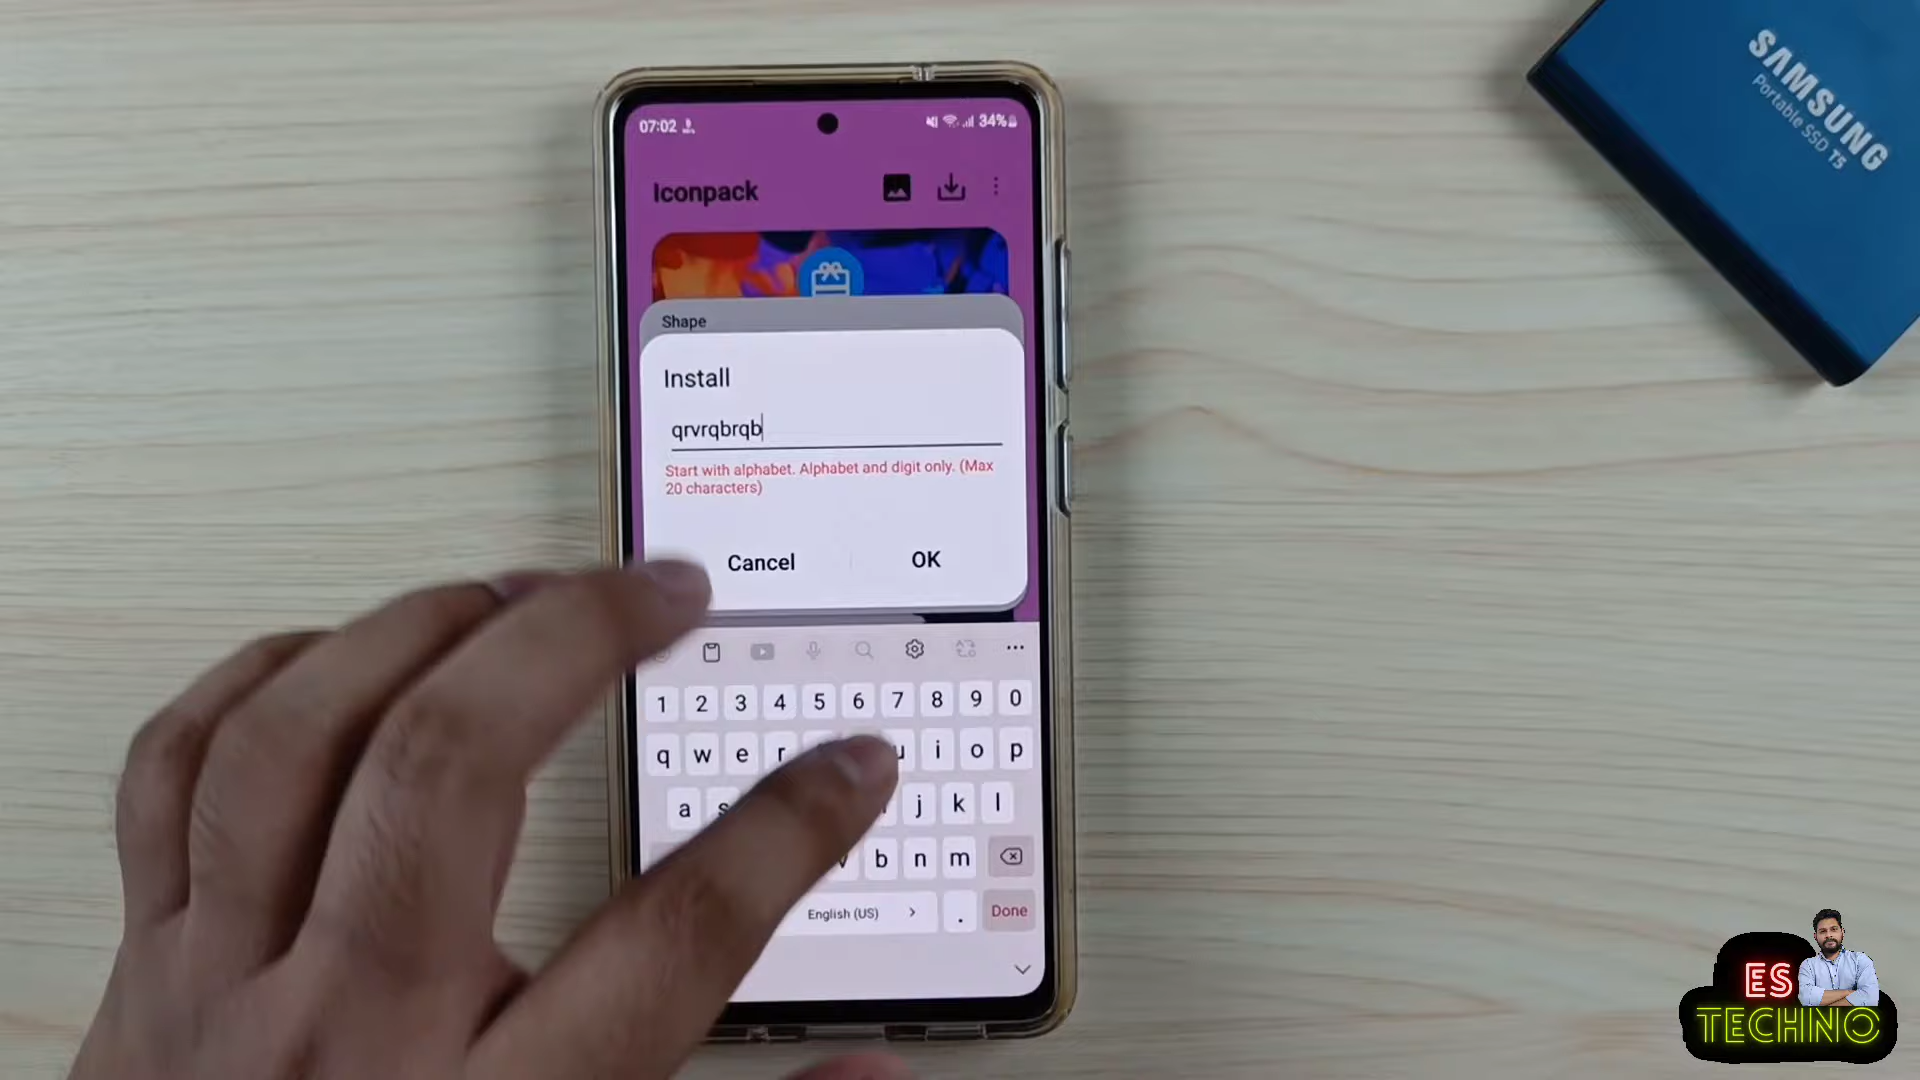 SAMSUNG
Portable SSD T5
07:02
34%
Iconpack
Shape
Install
qrvrqbrqb
Start with alphabet. Alphabet and digit only. (Max
20 characters)
Cancel
OK
1 2 3 4 5 6 7 8 9 0
q w e r u i o p
a s j k l
v b n m
English (US)
.
Done
ES
TECHNO